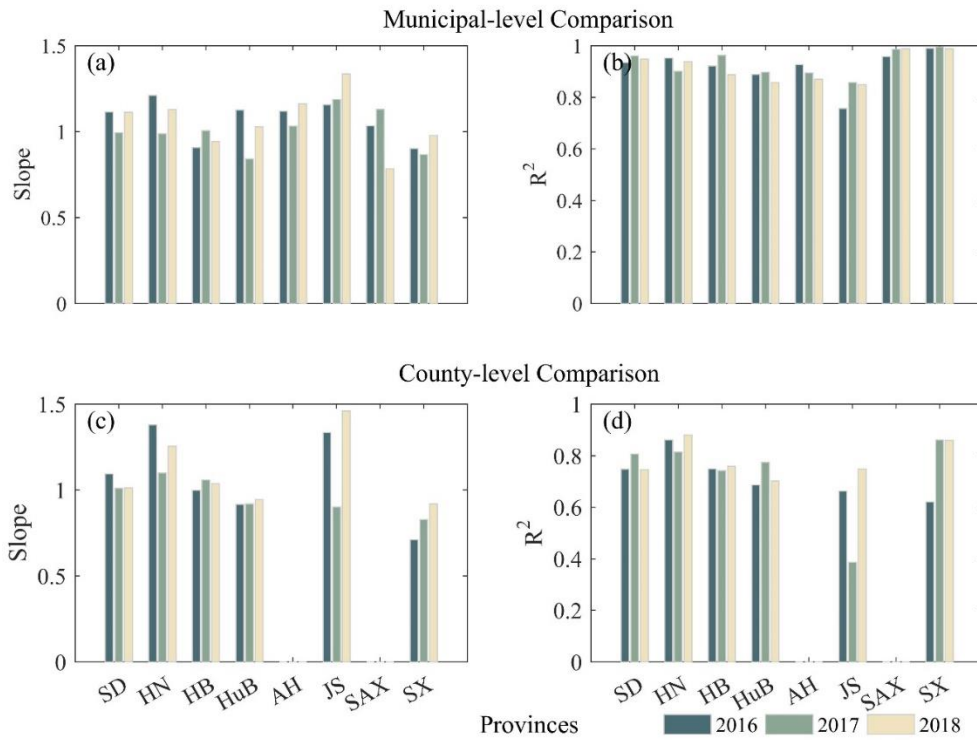 Municipal-level Comparison
(a)
Slope
1.5
1
0.5
0
(b)
R²
1
0.8
0.6
0.4
0.2
0
County-level Comparison
(c)
Slope
1.5
1
0.5
0
SD HN HB HuB AH JS SAX SX
(d)
R²
1
0.8
0.6
0.4
0.2
0
SD HN HB HuB AH JS SAX SX
Provinces
2016 2017 2018